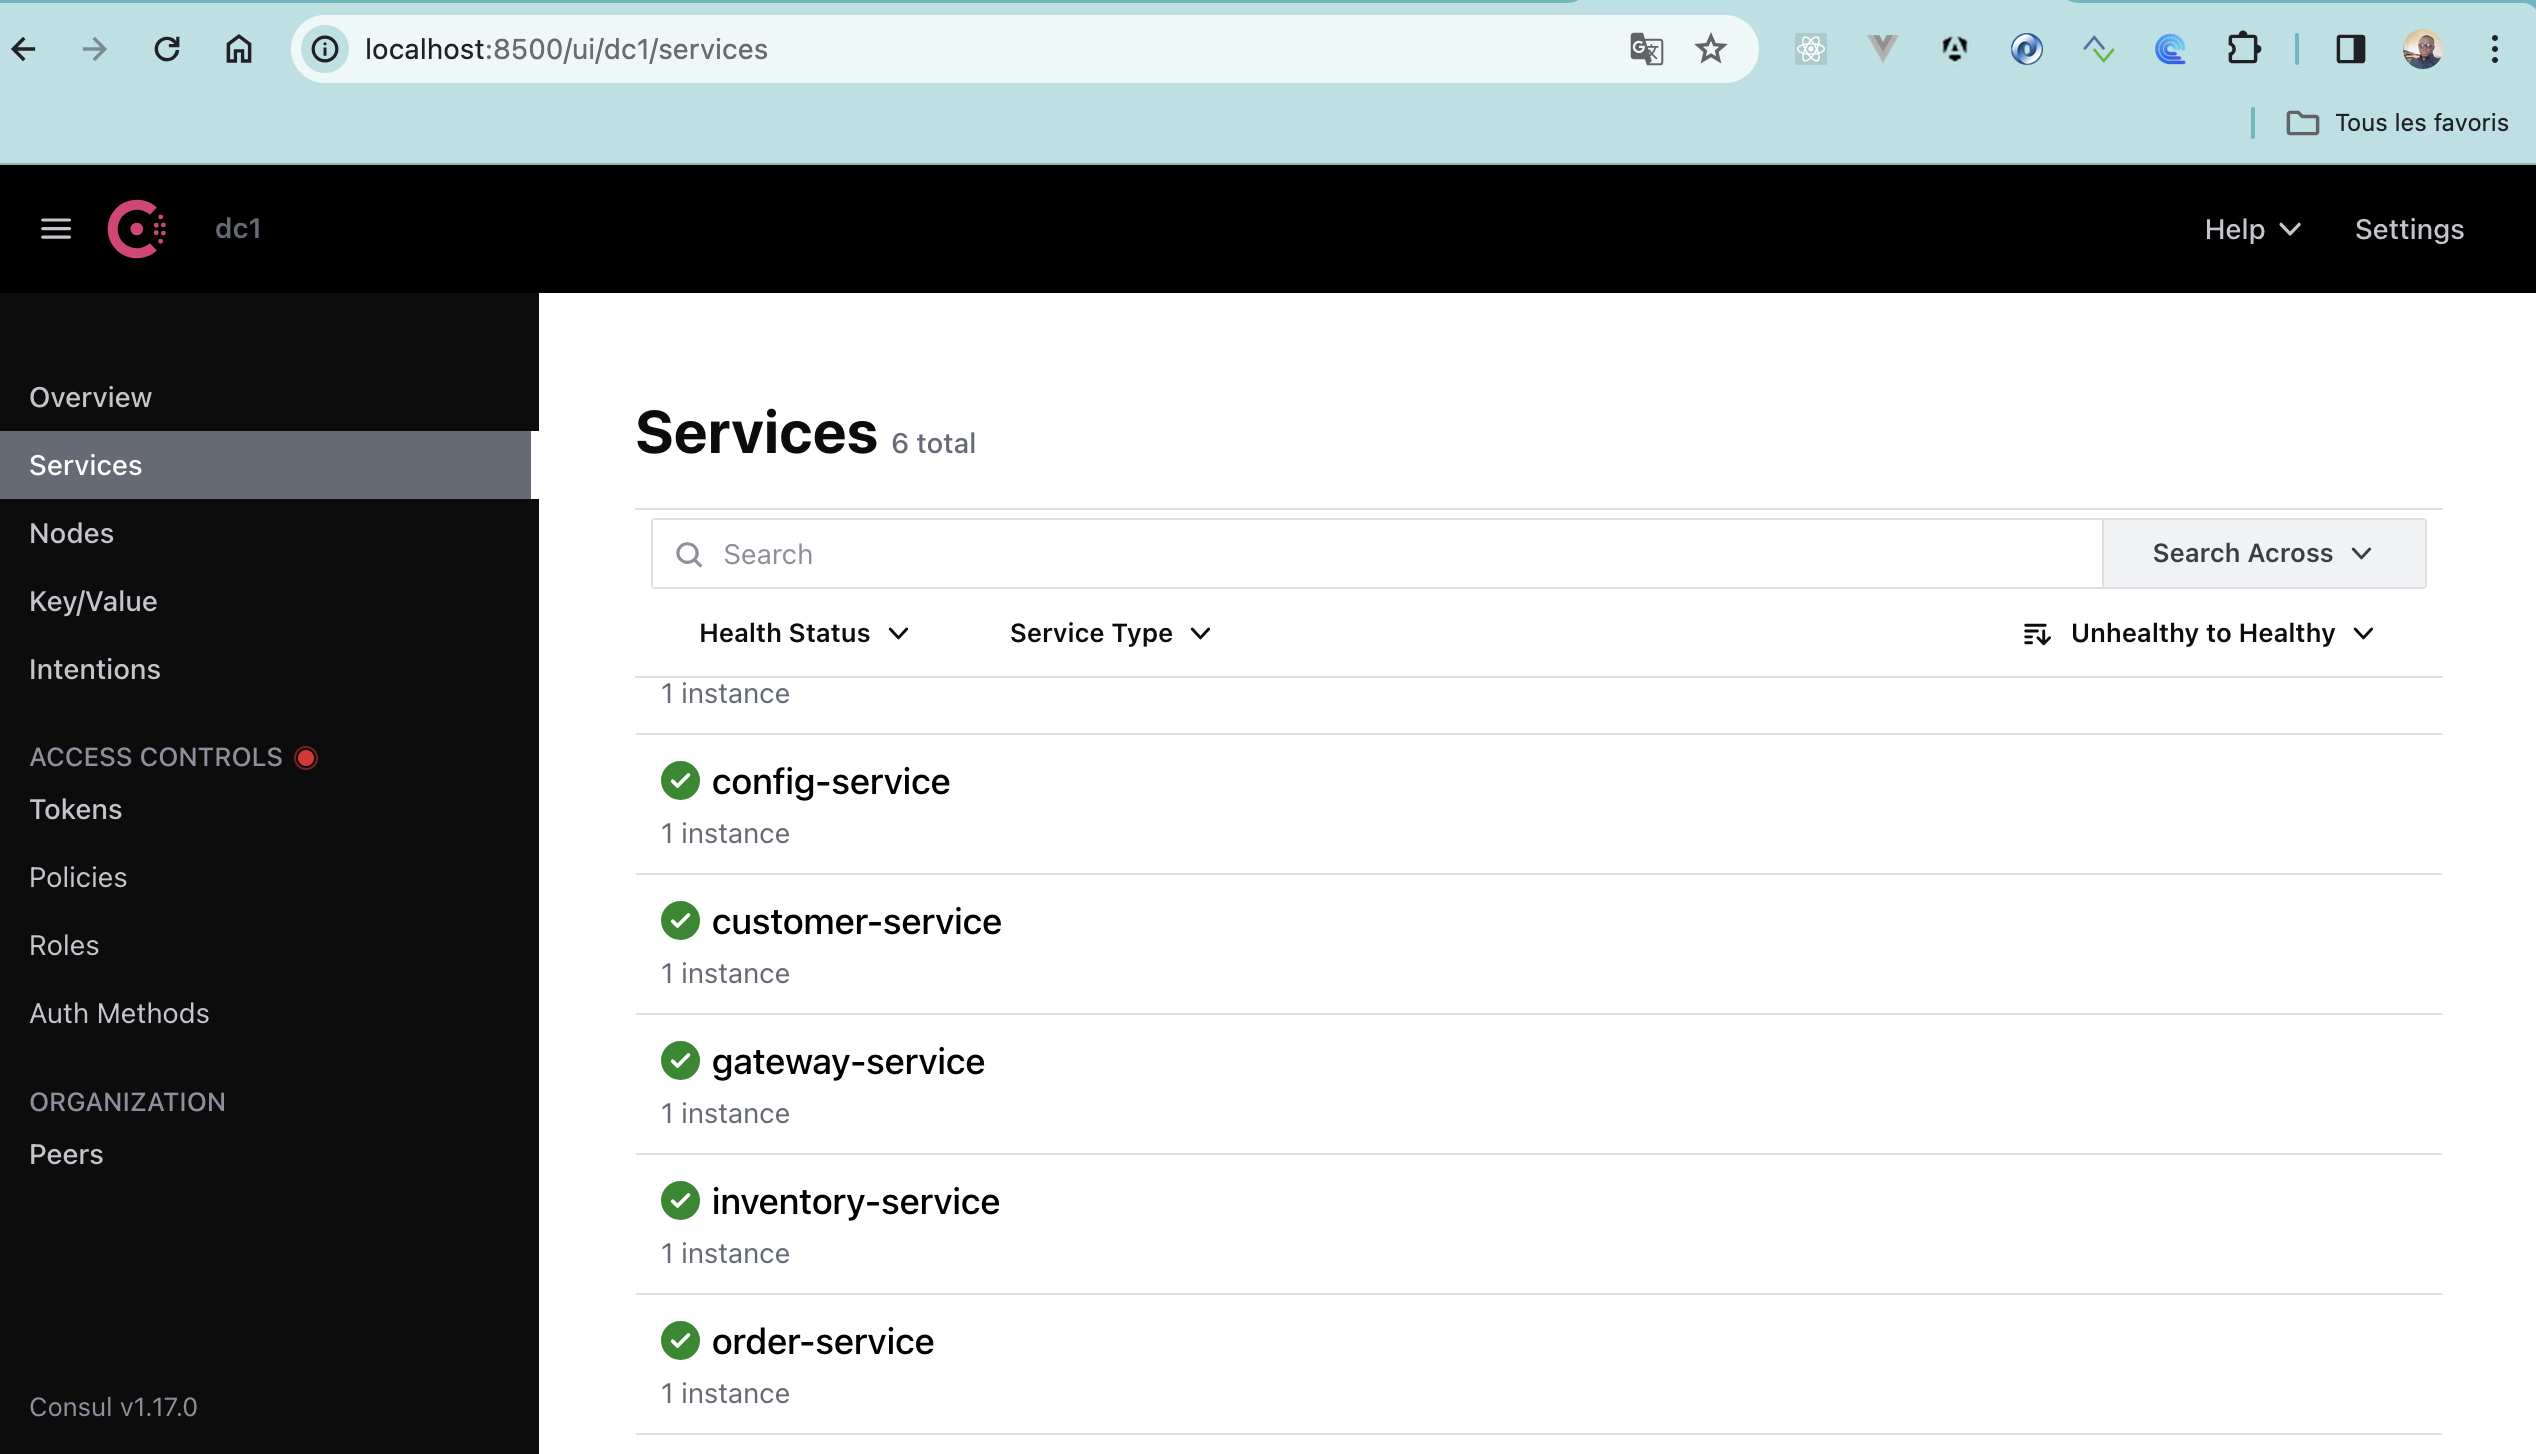 localhost:8500/ui/dc1/services
Tous les favoris
dc1
Help
Settings
Overview
Services
Nodes
Key/Value
Intentions
ACCESS CONTROLS
Tokens
Policies
Roles
Auth Methods
ORGANIZATION
Peers
Consul v1.17.0
Services 6 total
Search
Search Across
Health Status
Service Type
Unhealthy to Healthy
1 instance
config-service
1 instance
customer-service
1 instance
gateway-service
1 instance
inventory-service
1 instance
order-service
1 instance